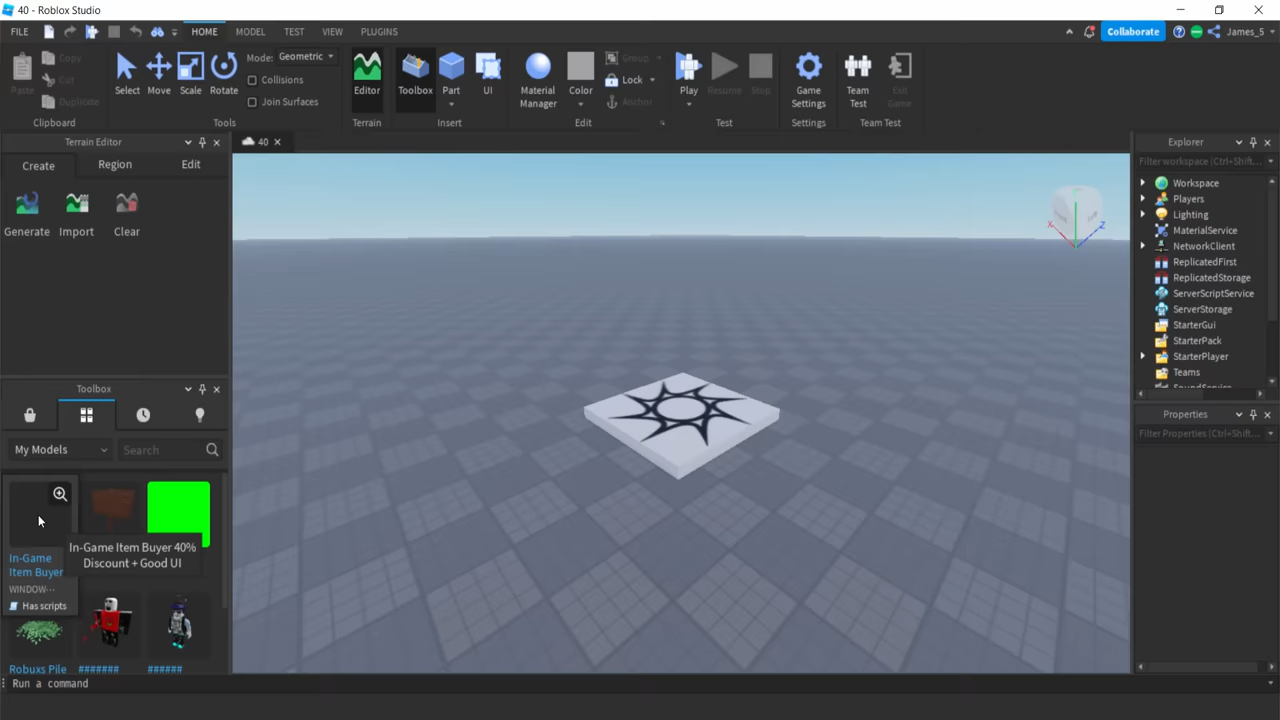 40 - Roblox Studio
FILE HOME MODEL TEST VIEW PLUGINS Collaborate James_5
Paste Copy Cut Duplicate
Select Move Scale Rotate
Mode: Geometric
Collisions
Join Surfaces
Editor Toolbox Part UI
Material Manager Color
Group
Lock
Anchor
Play Resume Stop
Game Settings
Team Test
Exit Game
Clipboard Tools Terrain Insert Edit Test Settings Team Test
Terrain Editor
Create Region Edit
Generate Import Clear
Toolbox
My Models Search
In-Game Item Buyer 40%
Discount + Good UI
In-Game
Item Buyer
WINDOW...
Has scripts
Robuxs Pile ####### ######
40
Explorer
Filter workspace (Ctrl+Shift...
Workspace
Players
Lighting
MaterialService
NetworkClient
ReplicatedFirst
ReplicatedStorage
ServerScriptService
ServerStorage
StarterGui
StarterPack
StarterPlayer
Teams
SoundService
Properties
Filter Properties (Ctrl+Shift...
X Z
Run a command